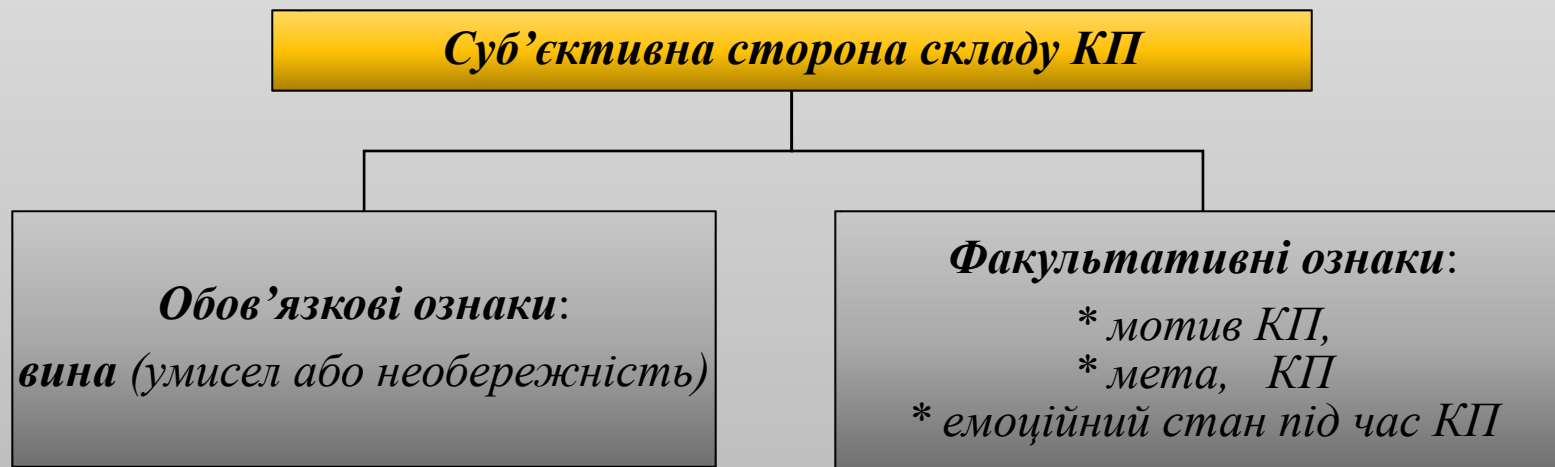 Суб’єктивна сторона складу КП
Обов’язкові ознаки:
вина (умисел або необережність)
Факультативні ознаки:
* мотив КП,
* мета, КП
* емоційний стан під час КП